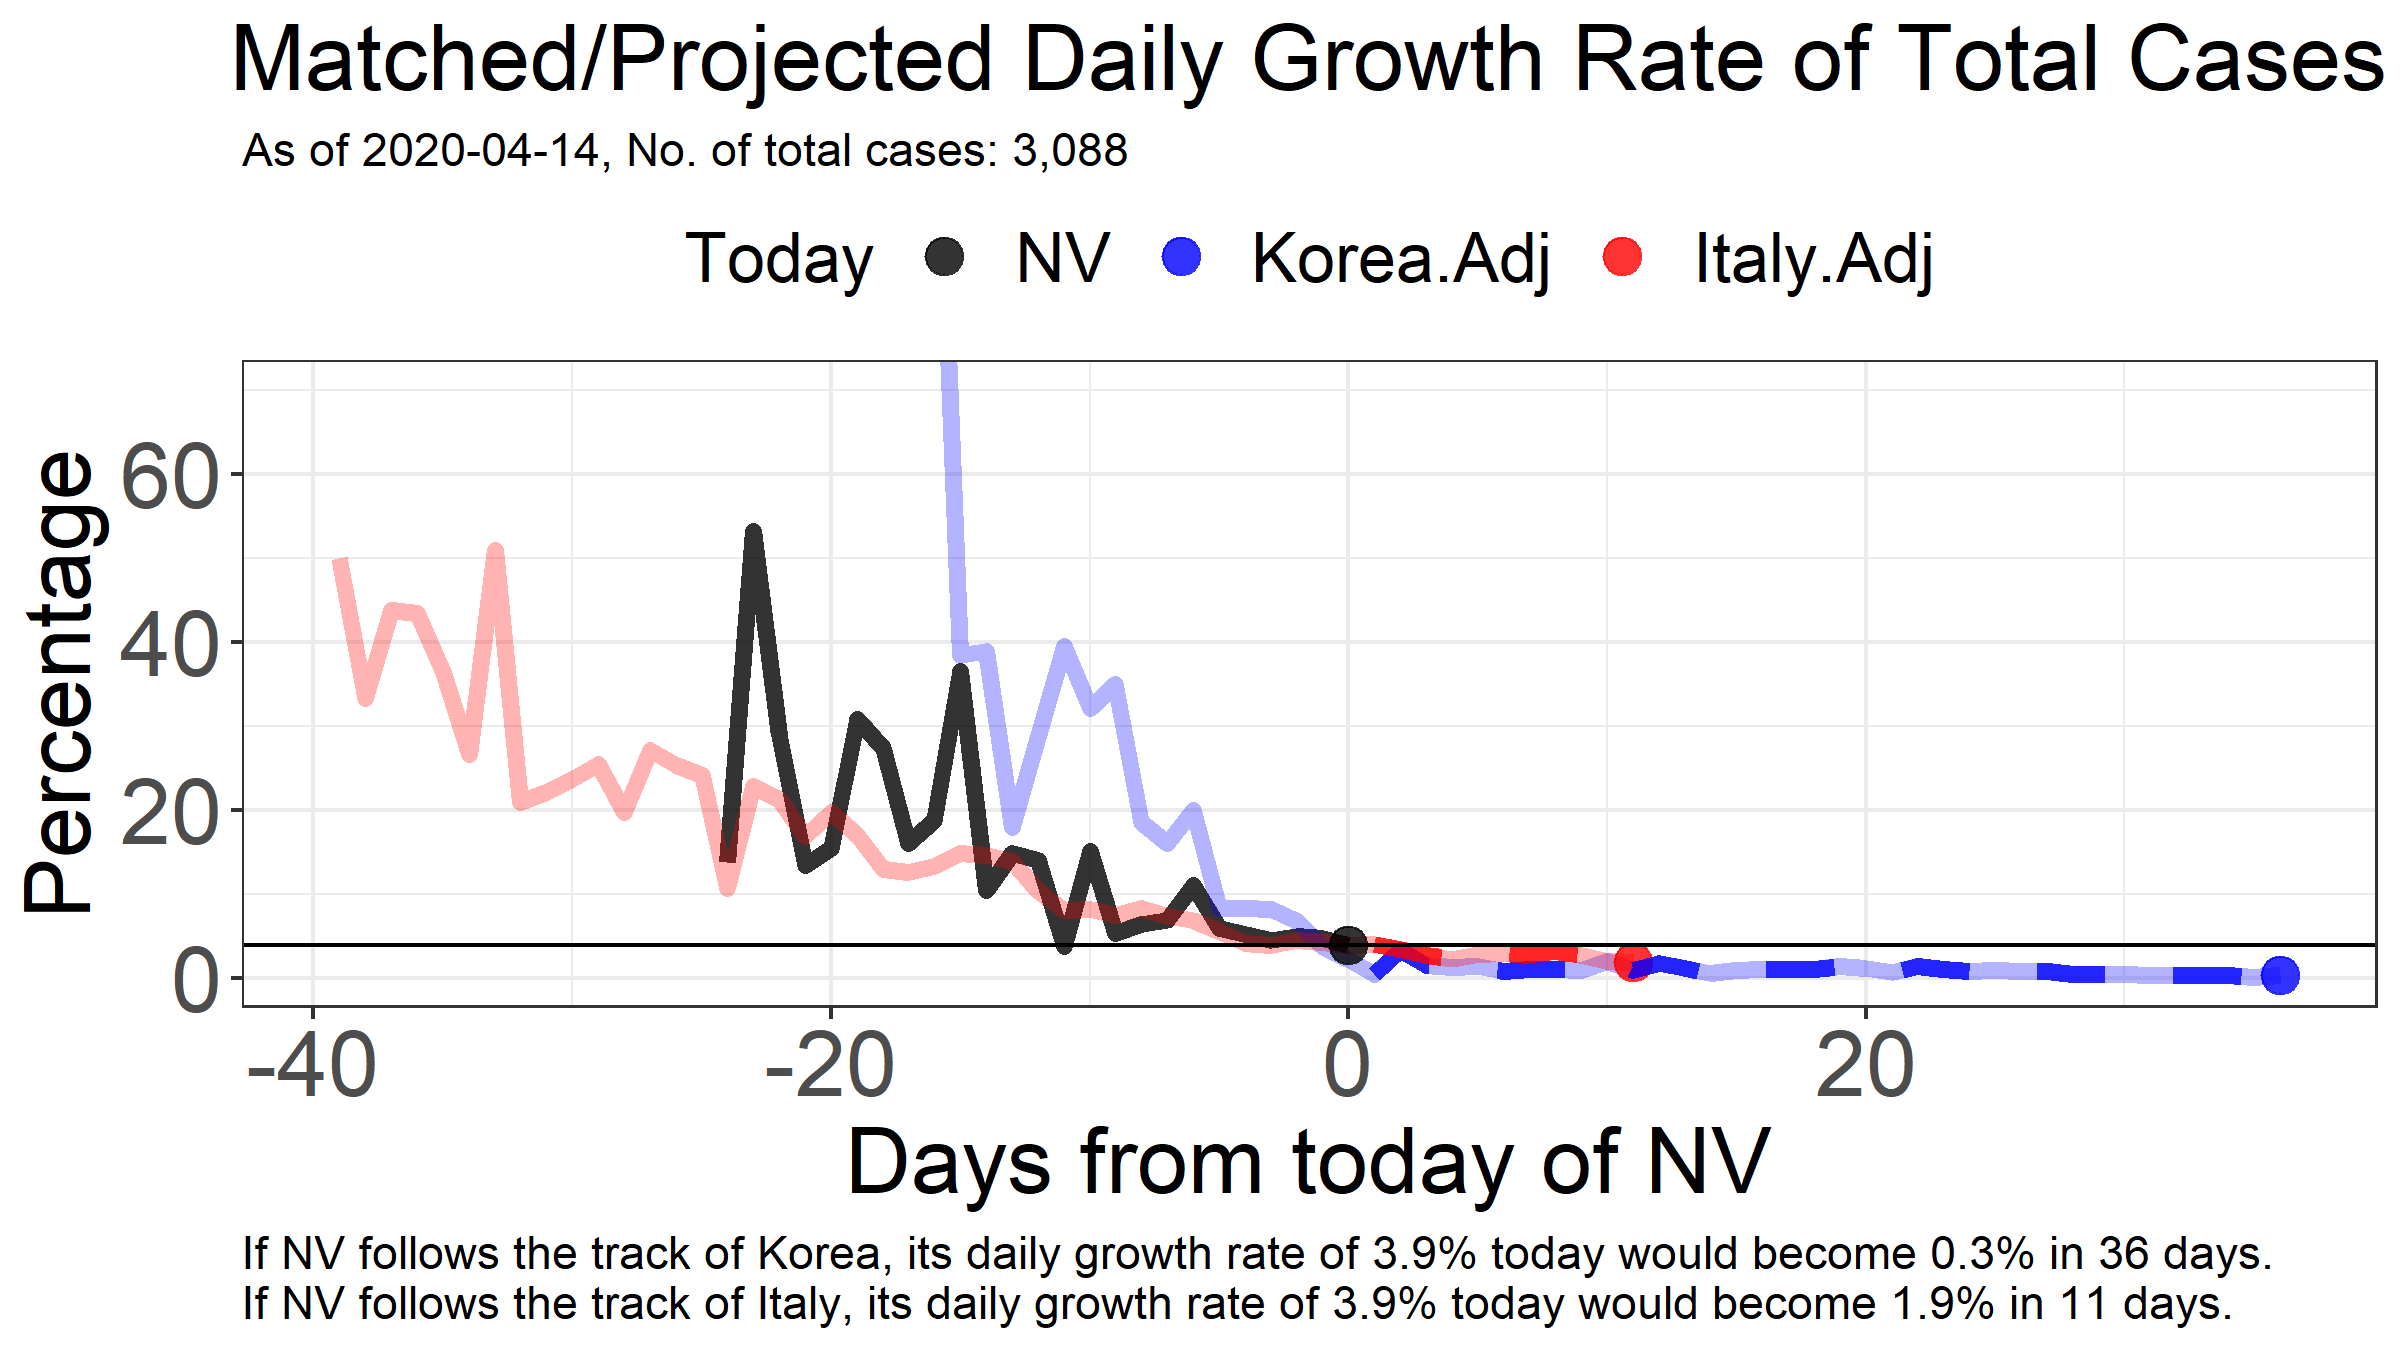 Matched/Projected Daily Growth Rate of Total Cases
As of 2020-04-14, No. of total cases: 3,088
Today NV Korea.Adj Italy.Adj
Percentage
60
40
20
0
-40 -20 0 20
Days from today of NV
If NV follows the track of Korea, its daily growth rate of 3.9% today would become 0.3% in 36 days.
If NV follows the track of Italy, its daily growth rate of 3.9% today would become 1.9% in 11 days.